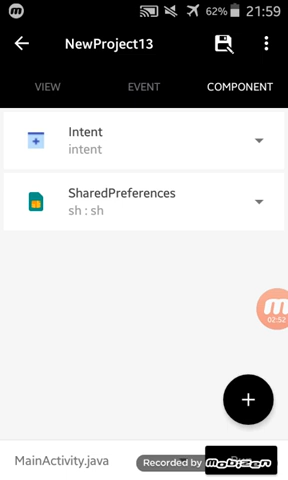 62% 21:59
NewProject13
VIEW EVENT COMPONENT
Intent
intent
SharedPreferences
sh : sh
02:52
+
MainActivity.java
Recorded by mobizen